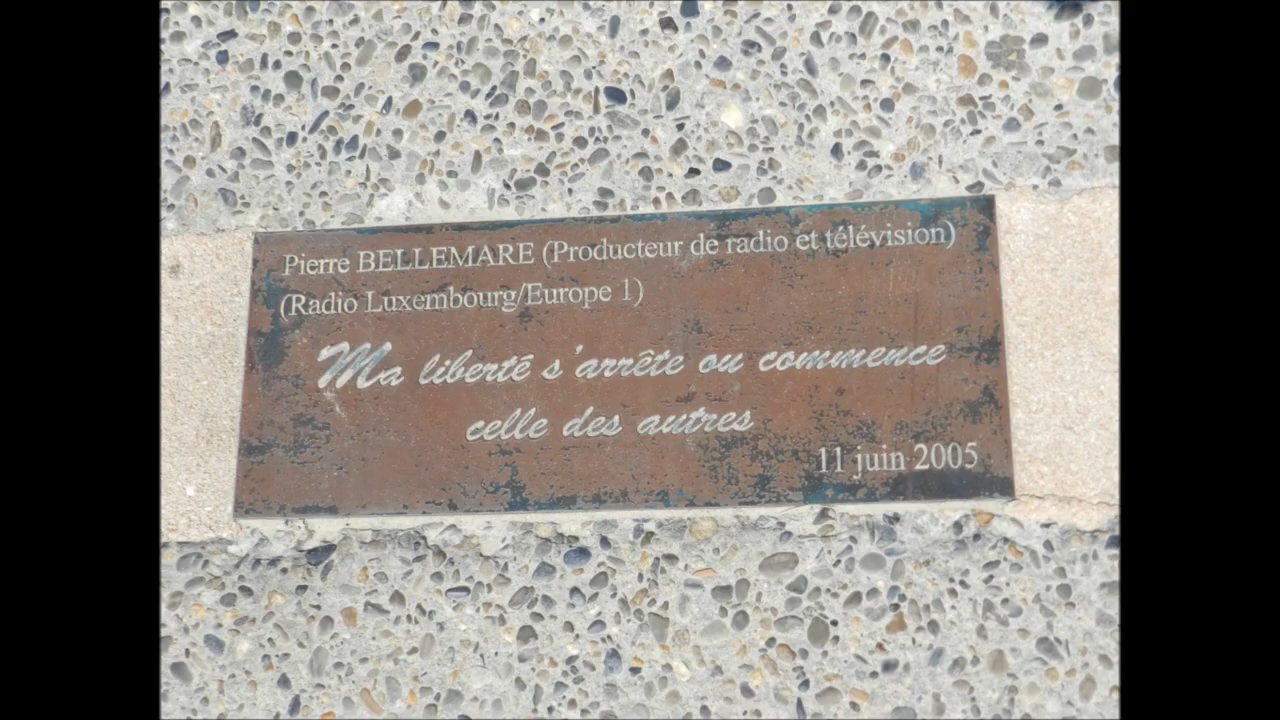 Pierre BELLEMARE (Producteur de radio et télévision)
(Radio Luxembourg/Europe 1)
Ma liberté s'arrête ou commence
celle des autres
11 juin 2005